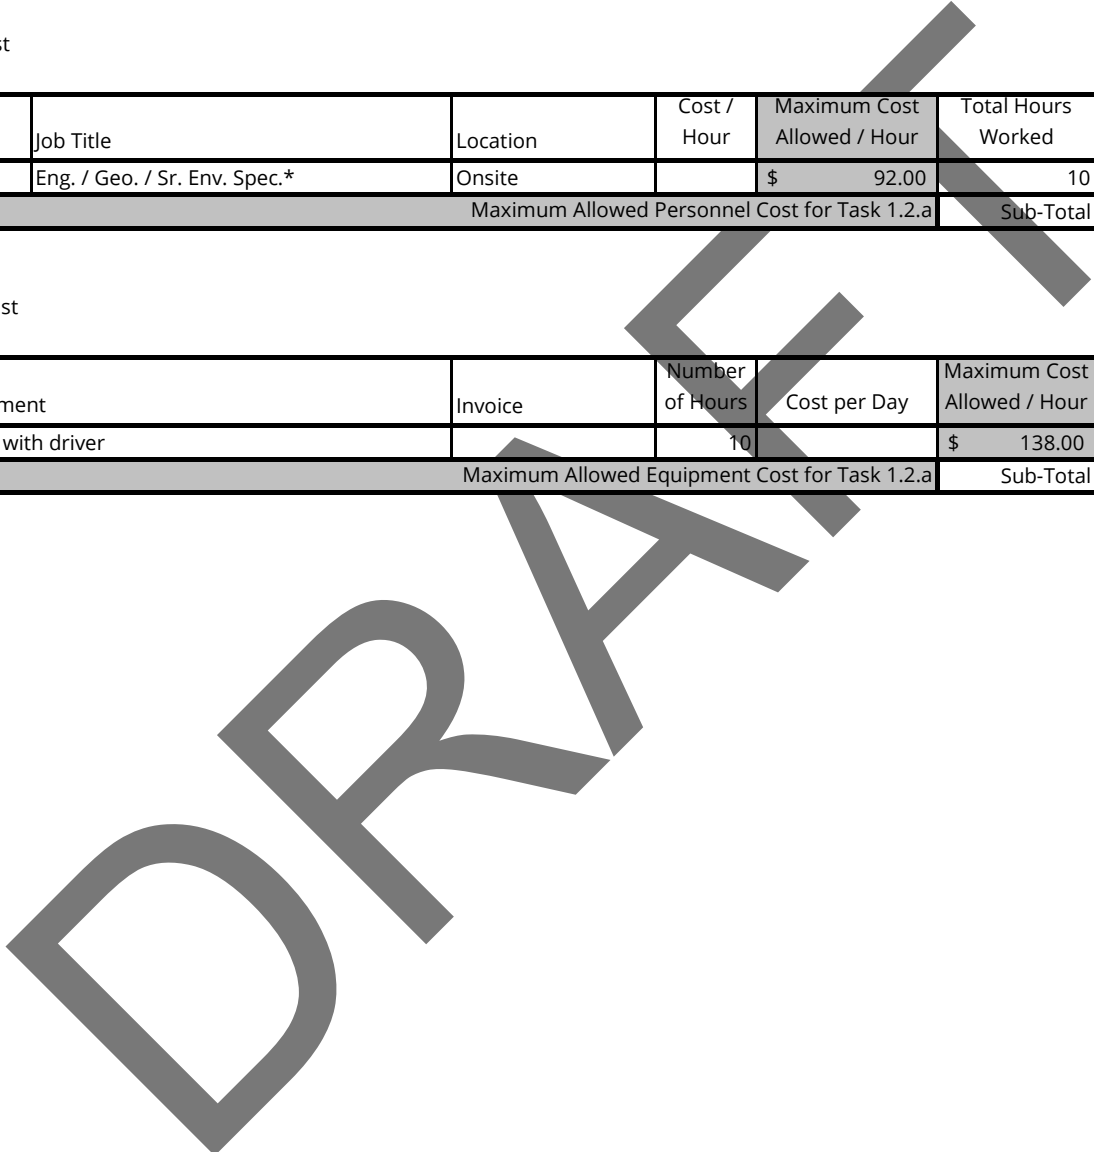 st
Cost / Maximum Cost Total Hours
Job Title Location Hour Allowed / Hour Worked
Eng. / Geo. / Sr. Env. Spec.* Onsite $ 92.00 10
Maximum Allowed Personnel Cost for Task 1.2.a Sub-Total
st
Number Maximum Cost
ment Invoice of Hours Cost per Day Allowed / Hour
with driver 10 $ 138.00
Maximum Allowed Equipment Cost for Task 1.2.a Sub-Total
DRAFT